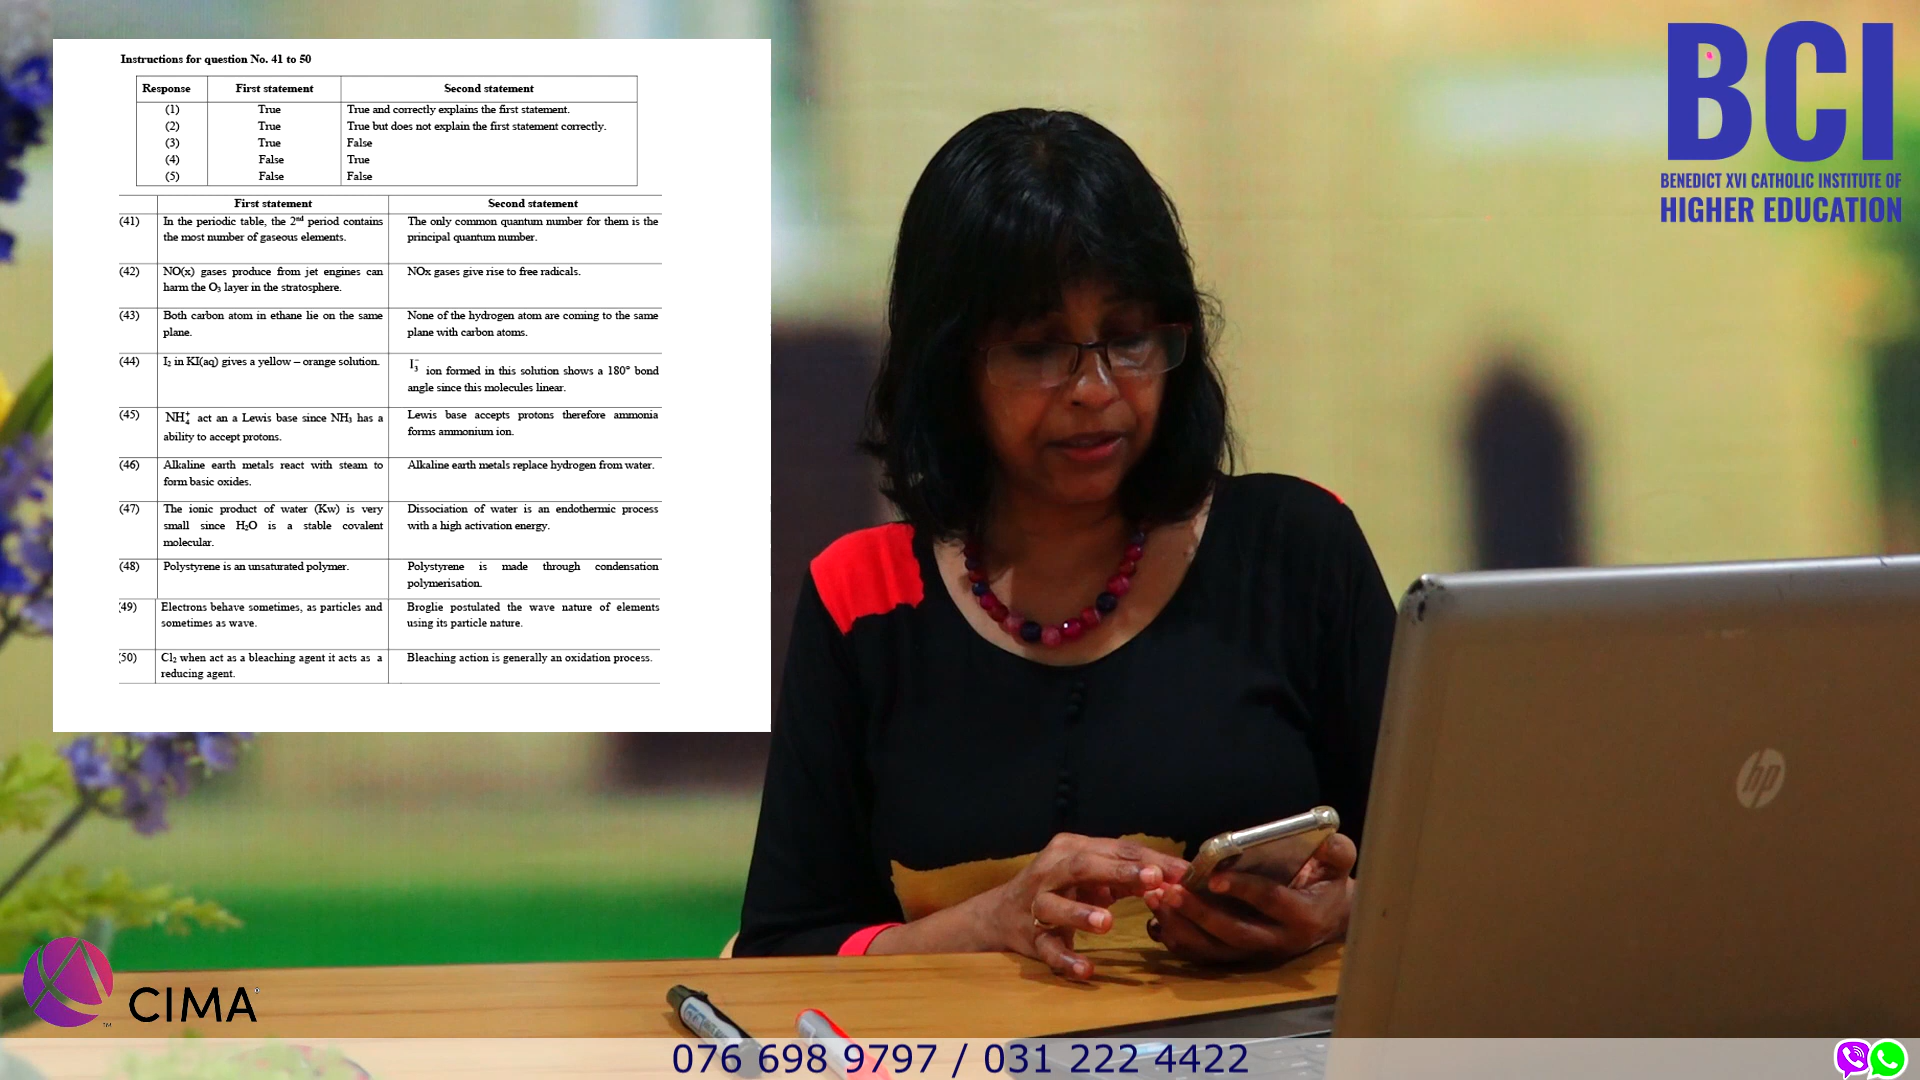 Instructions for question No. 41 to 50
Response First statement Second statement
(1) True True and correctly explains the first statement.
(2) True True but does not explain the first statement correctly.
(3) True False
(4) False True
(5) False False
First statement Second statement
(41) In the periodic table, the 2nd period contains the most number of gaseous elements. The only common quantum number for them is the principal quantum number.
(42) NO(x) gases produce from jet engines can harm the O3 layer in the stratosphere. NOx gases give rise to free radicals.
(43) Both carbon atom in ethane lie on the same plane. None of the hydrogen atom are coming to the same plane with carbon atoms.
(44) I2 in KI(aq) gives a yellow – orange solution. I3- ion formed in this solution shows a 180° bond angle since this molecules linear.
(45) NH4+ act an a Lewis base since NH3 has a ability to accept protons. Lewis base accepts protons therefore ammonia forms ammonium ion.
(46) Alkaline earth metals react with steam to form basic oxides. Alkaline earth metals replace hydrogen from water.
(47) The ionic product of water (Kw) is very small since H2O is a stable covalent molecular. Dissociation of water is an endothermic process with a high activation energy.
(48) Polystyrene is an unsaturated polymer. Polystyrene is made through condensation polymerisation.
(49) Electrons behave sometimes, as particles and sometimes as wave. Broglie postulated the wave nature of elements using its particle nature.
(50) Cl2 when act as a bleaching agent it acts as a reducing agent. Bleaching action is generally an oxidation process.
BCI
BENEDICT XVI CATHOLIC INSTITUTE OF
HIGHER EDUCATION
hp
CIMA
076 698 9797 / 031 222 4422